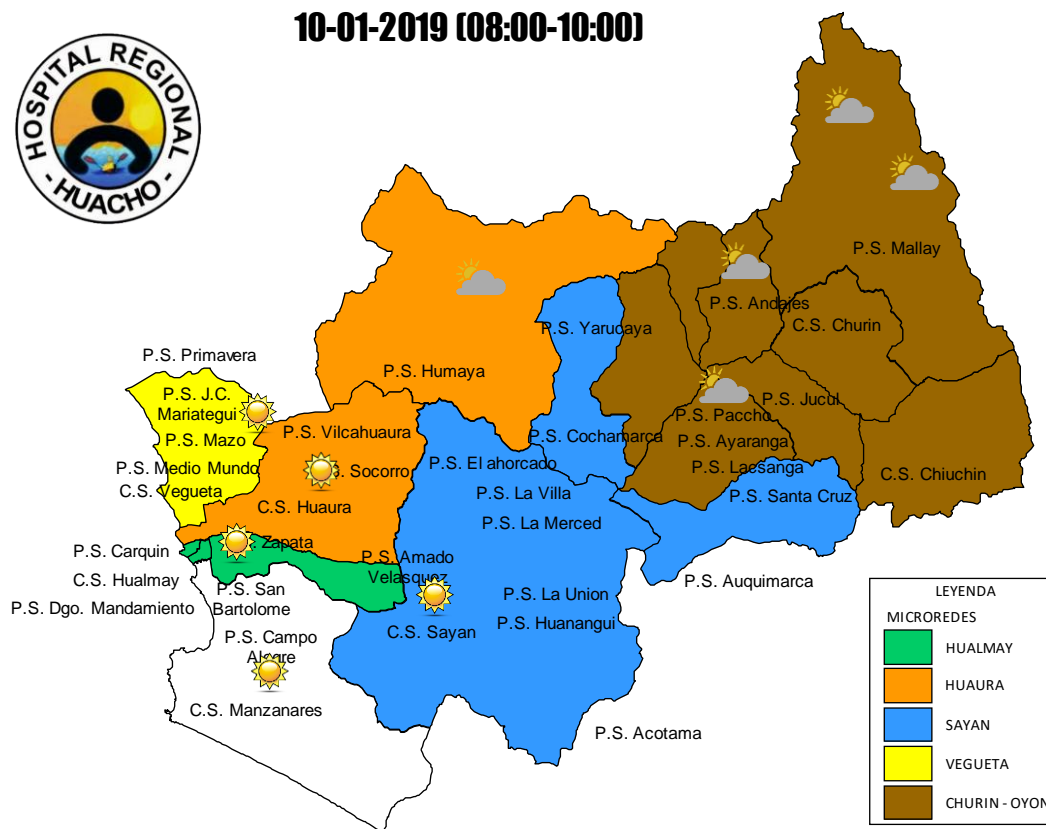 10-01-2019 (08:00-10:00)
HOSPITAL REGIONAL
- HUACHO -
P.S. Mallay
P.S. Andajes
C.S. Churin
P.S. Yarucaya
P.S. Primavera
P.S. Humaya
P.S. J.C.
Mariategui
P.S. Jucul
P.S. Paccho
P.S. Vilcahuaura
P.S. Mazo
P.S. Cochamarca
P.S. Ayaranga
P.S. El ahorcado
P.S. Medio Mundo
S. Socorro
P.S. Lacsanga
C.S. Chiuchin
C.S. Vegueta
P.S. La Villa
P.S. Santa Cruz
C.S. Huaura
P.S. La Merced
Zapata
P.S. Carquin
P.S. Amado
Velasquez
C.S. Hualmay
P.S. Auquimarca
P.S. San
Bartolome
P.S. La Union
P.S. Dgo. Mandamiento
P.S. Huanangui
C.S. Sayan
P.S. Campo
Alegre
C.S. Manzanares
P.S. Acotama
LEYENDA
MICROREDES
HUALMAY
HUAURA
SAYAN
VEGUETA
CHURIN - OYON